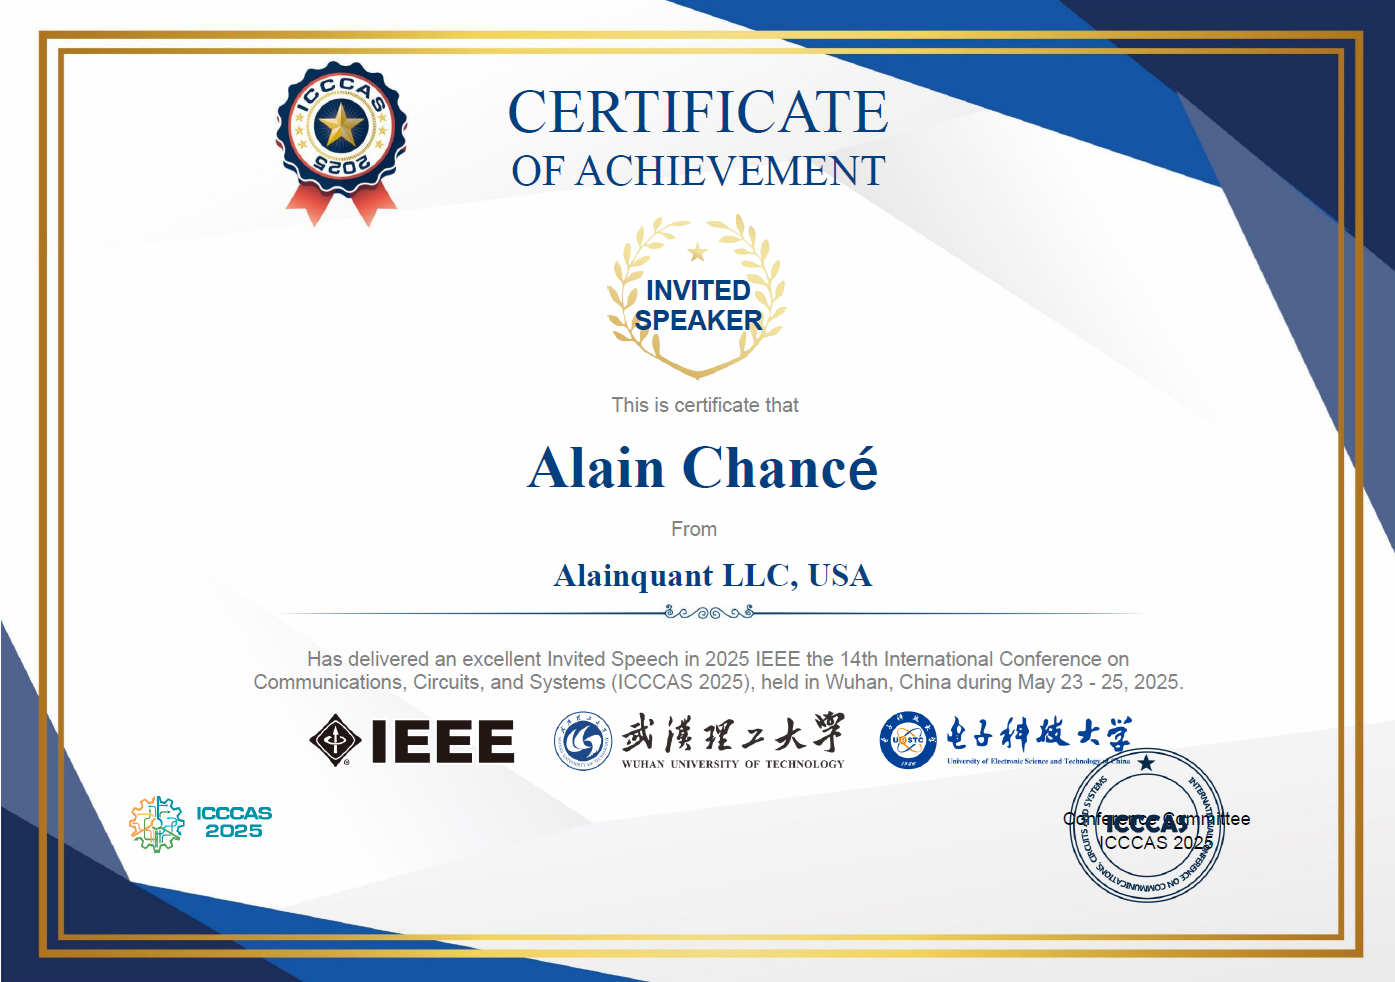 ICCCAS
2025
CERTIFICATE
OF ACHIEVEMENT
INVITED
SPEAKER
This is certificate that
Alain Chancé
From
Alainquant LLC, USA
Has delivered an excellent Invited Speech in 2025 IEEE the 14th International Conference on
Communications, Circuits, and Systems (ICCCAS 2025), held in Wuhan, China during May 23 - 25, 2025.
IEEE
武漢理工大學
WUHAN UNIVERSITY OF TECHNOLOGY
UESTC
1956
电子科技大学
University of Electronic Science and Technology of China
ICCCAS
2025
Conference Committee
ICCCAS 2025
INTERNATIONAL CONFERENCE ON COMMUNICATIONS, CIRCUITS AND SYSTEMS
ICCCAS